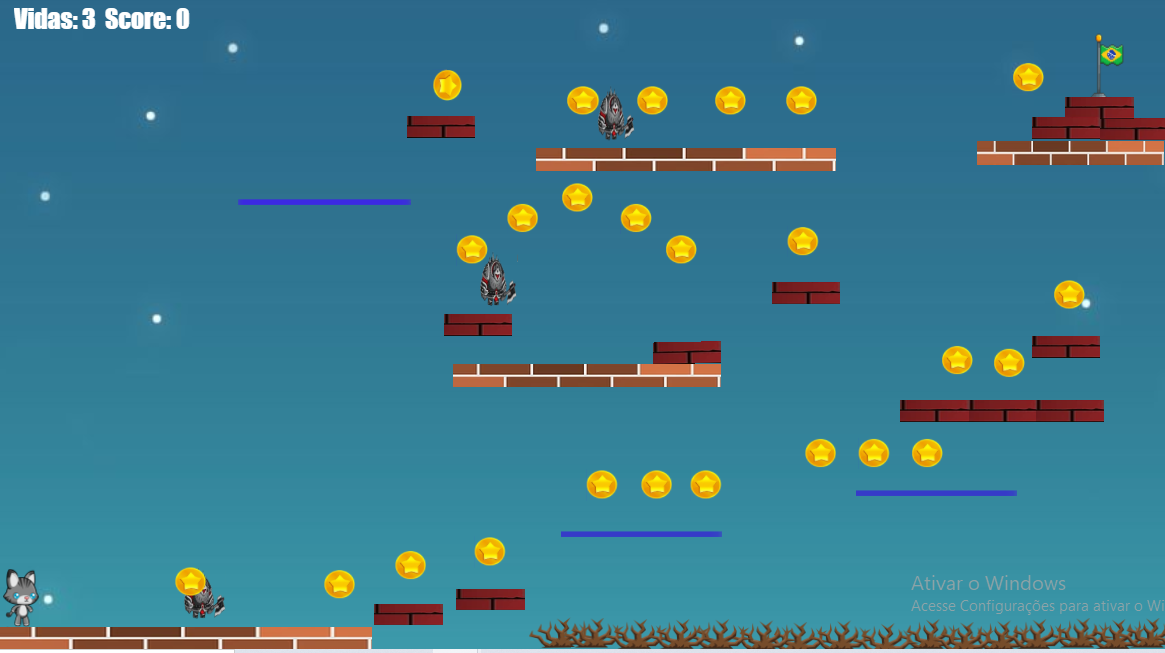 Vidas: 3 Score: 0
Ativar o Windows
Acesse Configurações para ativar o Wi